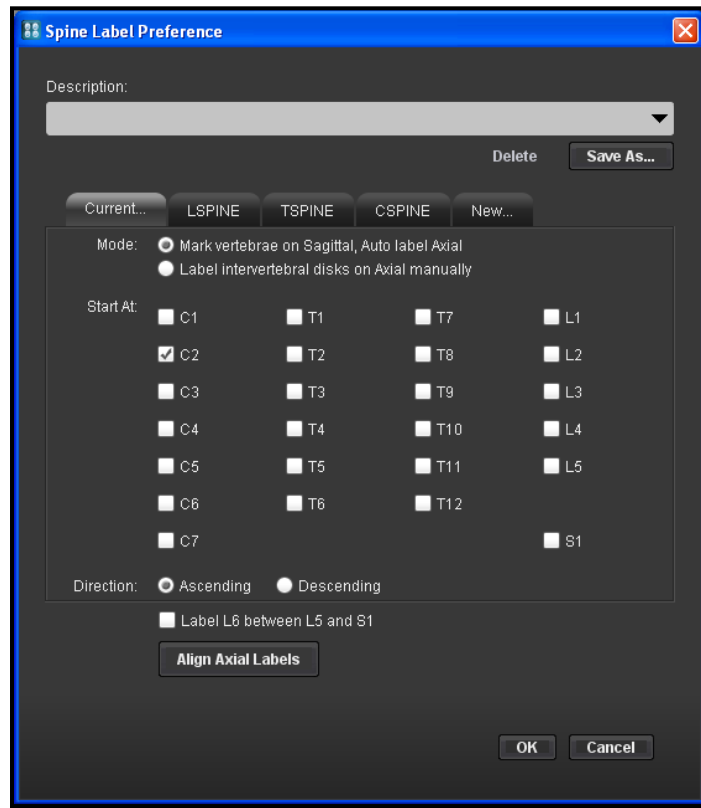 Spine Label Preference
Description:
Delete Save As...
Current... LSPINE TSPINE CSPINE New...
Mode: Mark vertebrae on Sagittal, Auto label Axial
Label intervertebral disks on Axial manually
Start At: C1 T1 T7 L1
C2 T2 T8 L2
C3 T3 T9 L3
C4 T4 T10 L4
C5 T5 T11 L5
C6 T6 T12
C7 S1
Direction: Ascending Descending
Label L6 between L5 and S1
Align Axial Labels
OK Cancel